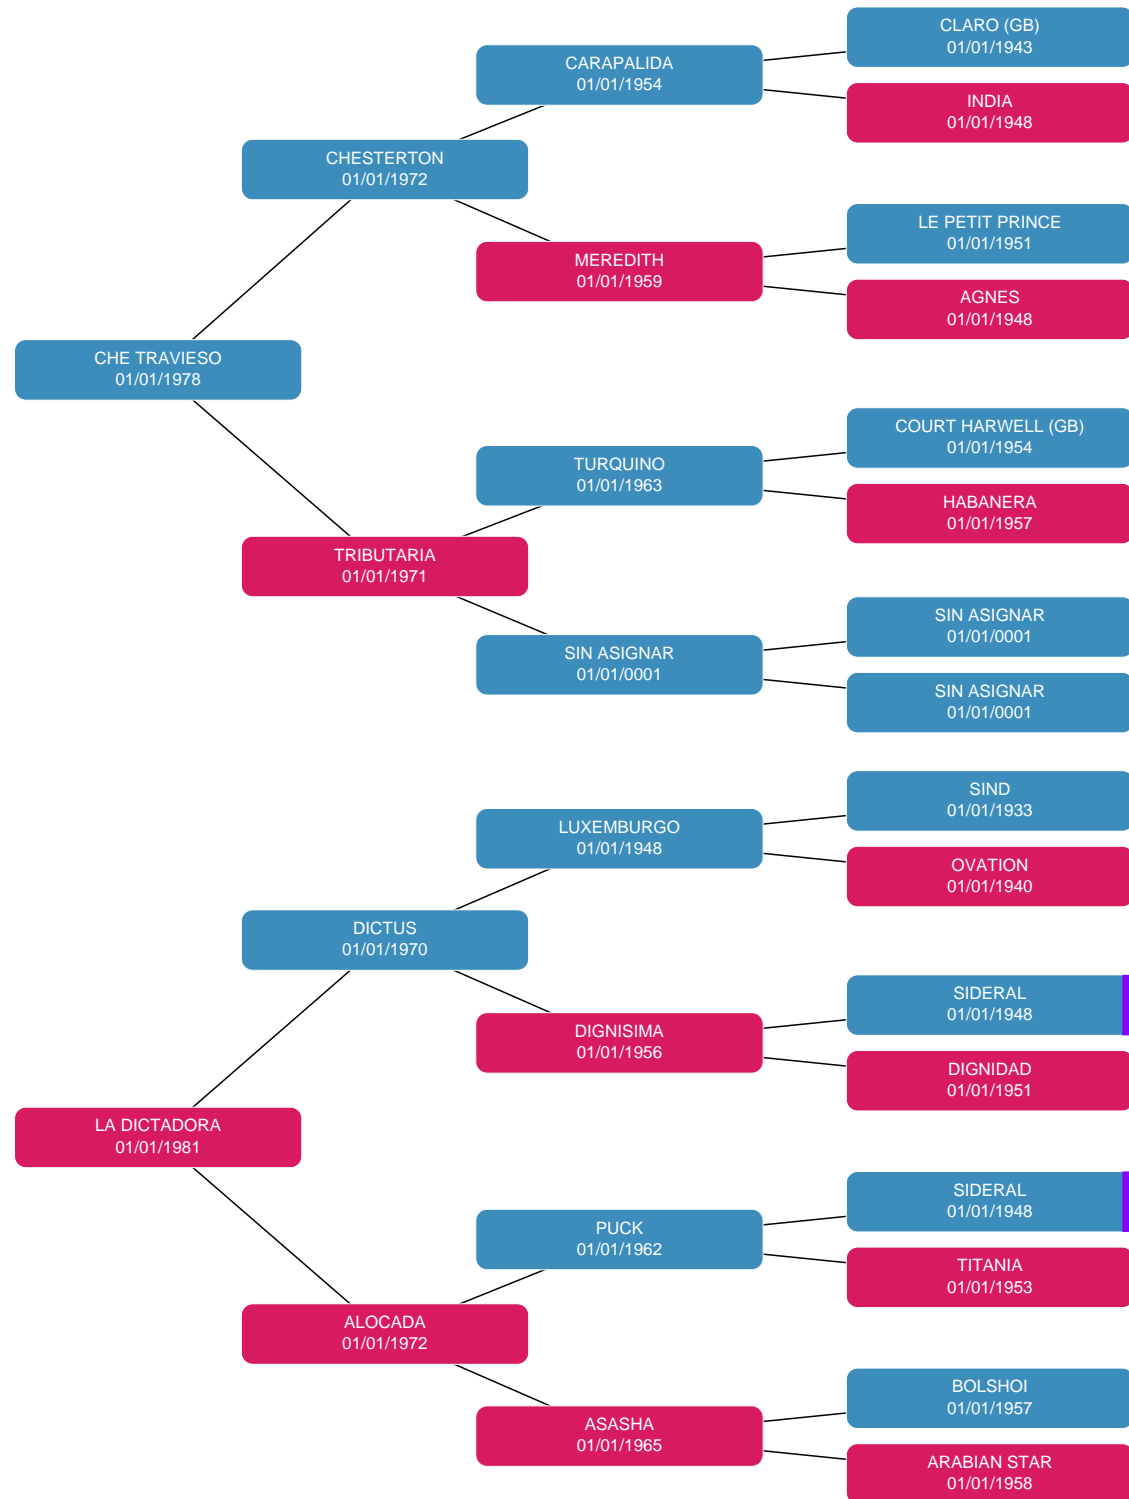 CLARO (GB)
01/01/1943
CARAPALIDA
01/01/1954
INDIA
01/01/1948
CHESTERTON
01/01/1972
LE PETIT PRINCE
01/01/1951
MEREDITH
01/01/1959
AGNES
01/01/1948
CHE TRAVIESO
01/01/1978
COURT HARWELL (GB)
01/01/1954
TURQUINO
01/01/1963
HABANERA
01/01/1957
TRIBUTARIA
01/01/1971
SIN ASIGNAR
01/01/0001
SIN ASIGNAR
01/01/0001
SIN ASIGNAR
01/01/0001
SIND
01/01/1933
LUXEMBURGO
01/01/1948
OVATION
01/01/1940
DICTUS
01/01/1970
SIDERAL
01/01/1948
DIGNISIMA
01/01/1956
DIGNIDAD
01/01/1951
LA DICTADORA
01/01/1981
SIDERAL
01/01/1948
PUCK
01/01/1962
TITANIA
01/01/1953
ALOCADA
01/01/1972
BOLSHOI
01/01/1957
ASASHA
01/01/1965
ARABIAN STAR
01/01/1958